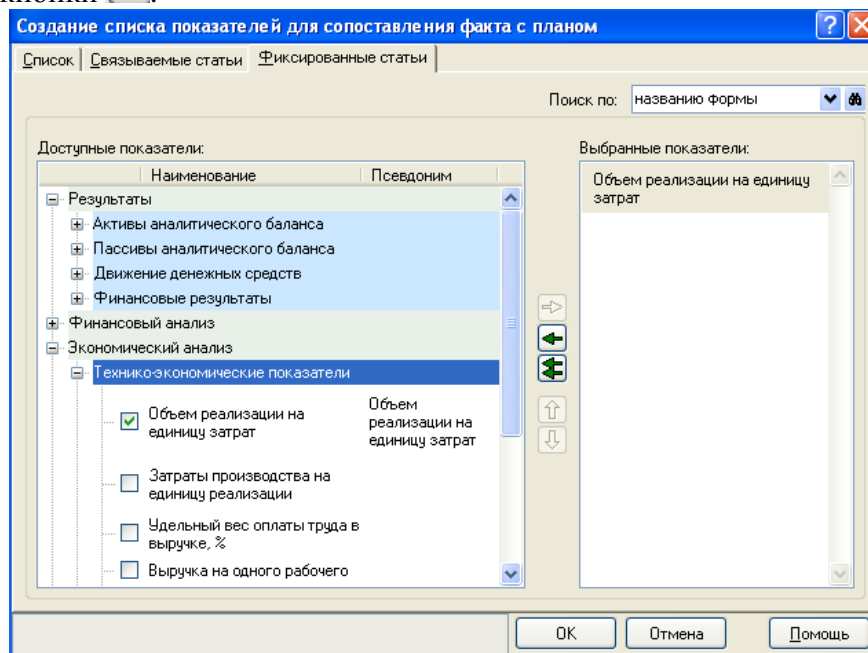 кнопки
Создание списка показателей для сопоставления факта с планом
Список Связываемые статьи Фиксированные статьи
Поиск по: названию формы
Доступные показатели: Выбранные показатели:
Наименование Псевдоним
Объем реализации на единицу
затрат
Результаты
Активы аналитического баланса
Пассивы аналитического баланса
Движение денежных средств
Финансовые результаты
Финансовый анализ
Экономический анализ
Технико-экономические показатели
Объем реализации на
единицу затрат
Объем
реализации на
единицу затрат
Затраты производства на
единицу реализации
Удельный вес оплаты труда в
выручке, %
Выручка на одного рабочего
OK Отмена Помощь